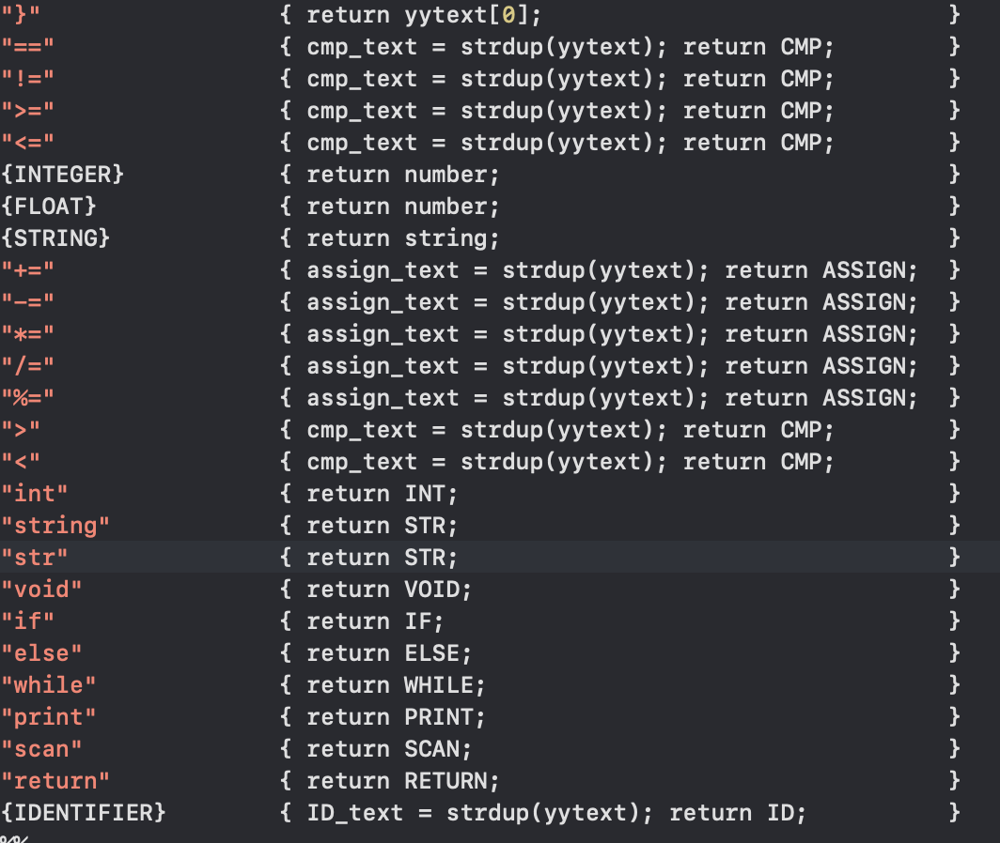 "}" { return yytext[0]; }
"==" { cmp_text = strdup(yytext); return CMP; }
"!=" { cmp_text = strdup(yytext); return CMP; }
">=" { cmp_text = strdup(yytext); return CMP; }
"<=" { cmp_text = strdup(yytext); return CMP; }
{INTEGER} { return number; }
{FLOAT} { return number; }
{STRING} { return string; }
"+=" { assign_text = strdup(yytext); return ASSIGN; }
"-=" { assign_text = strdup(yytext); return ASSIGN; }
"*=" { assign_text = strdup(yytext); return ASSIGN; }
"/=" { assign_text = strdup(yytext); return ASSIGN; }
"%=" { assign_text = strdup(yytext); return ASSIGN; }
">" { cmp_text = strdup(yytext); return CMP; }
"<" { cmp_text = strdup(yytext); return CMP; }
"int" { return INT; }
"string" { return STR; }
"str" { return STR; }
"void" { return VOID; }
"if" { return IF; }
"else" { return ELSE; }
"while" { return WHILE; }
"print" { return PRINT; }
"scan" { return SCAN; }
"return" { return RETURN; }
{IDENTIFIER} { ID_text = strdup(yytext); return ID; }
%%